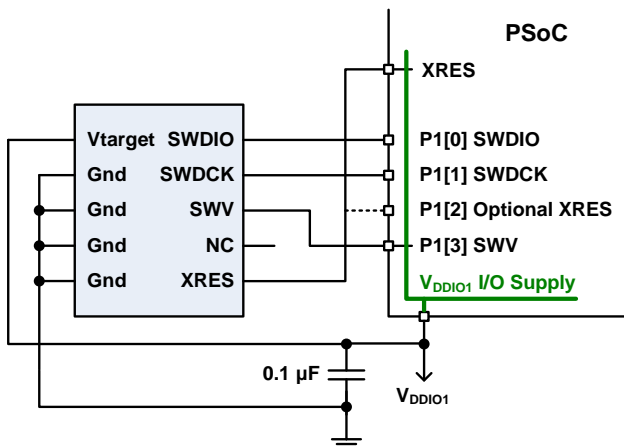 PSoC
XRES
Vtarget SWDIO
P1[0] SWDIO
Gnd SWDCK
P1[1] SWDCK
Gnd SWV
P1[2] Optional XRES
Gnd NC
P1[3] SWV
Gnd XRES
VDDIO1 I/O Supply
0.1 µF
VDDIO1